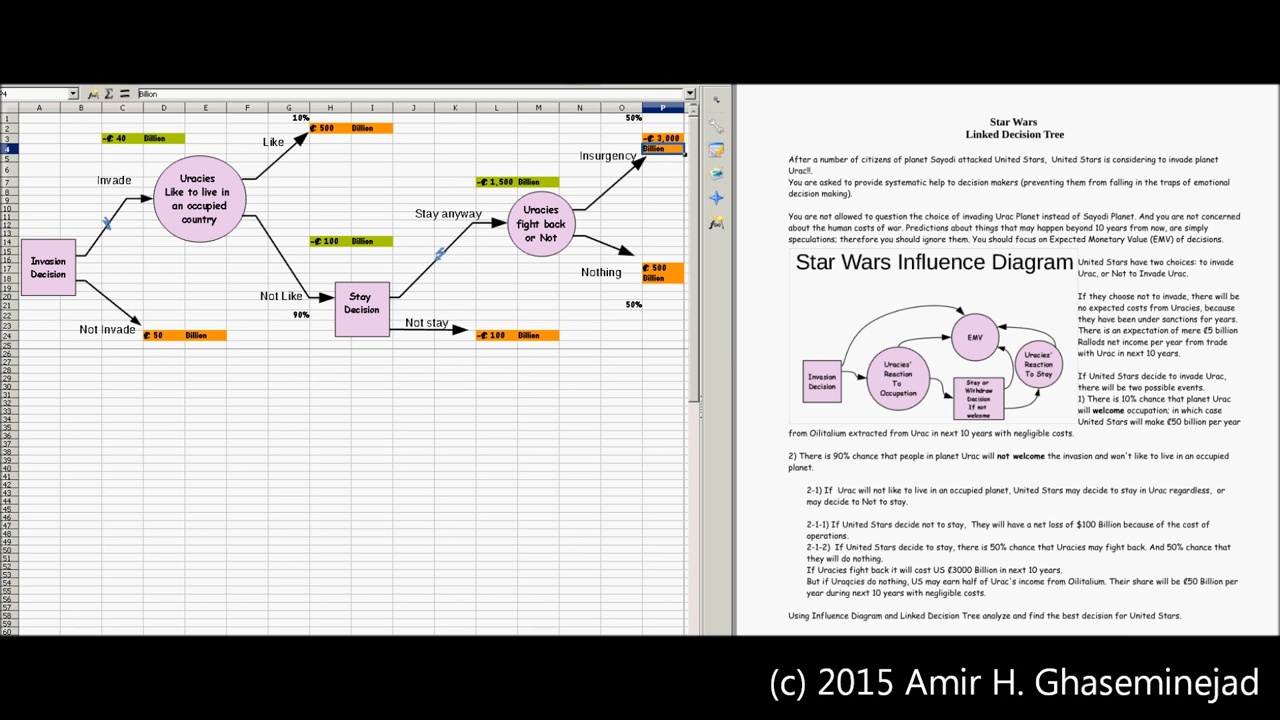 P4
Billion
A B C D E F G H I J K L M N O P
10%
50%
₡ 500 Billion
-₡ 40 Billion
-₡ 3,000
Billion
Like
Insurgency
Invade
Uracies
Like to live in
an occupied
country
-₡ 1,500 Billion
Stay anyway
Uracies
fight back
or Not
-₡ 100 Billion
Invasion
Decision
Nothing
₡ 500
Billion
Not Like
Stay
Decision
50%
90%
Not Invade
Not stay
₡ 50 Billion
-₡ 100 Billion
Star Wars
Linked Decision Tree
After a number of citizens of planet Sayodi attacked United Stars, United Stars is considering to invade planet
Urac!!.
You are asked to provide systematic help to decision makers (preventing them from falling in the traps of emotional
decision making).
You are not allowed to question the choice of invading Urac Planet instead of Sayodi Planet. And you are not concerned
about the human costs of war. Predictions about things that may happen beyond 10 years from now, are simply
speculations; therefore you should ignore them. You should focus on Expected Monetary Value (EMV) of decisions.
Star Wars Influence Diagram
Invasion
Decision
Uracies'
Reaction
To
Occupation
EMV
Stay or
Withdraw
Decision
If not
welcome
Uracies'
Reaction
To Stay
United Stars have two choices: to invade
Urac, or Not to Invade Urac.
If they choose not to invade, there will be
no expected costs from Uracies, because
they have been under sanctions for years.
There is an expectation of mere ₡5 billion
Rallods net income per year from trade
with Urac in next 10 years.
If United Stars decide to invade Urac,
there will be two possible events.
1) There is 10% chance that planet Urac
will welcome occupation; in which case
United Stars will make ₡50 billion per year
from Oilitalium extracted from Urac in next 10 years with negligible costs.
2) There is 90% chance that people in planet Urac will not welcome the invasion and won't like to live in an occupied
planet.
2-1) If Urac will not like to live in an occupied planet, United Stars may decide to stay in Urac regardless, or
may decide to Not to stay.
2-1-1) If United Stars decide not to stay, They will have a net loss of $100 Billion because of the cost of
operations.
2-1-2) If United Stars decide to stay, there is 50% chance that Uracies may fight back. And 50% chance that
they will do nothing.
If Uracies fight back it will cost US ₡3000 Billion in next 10 years.
But if Uraqcies do nothing, US may earn half of Urac's income from Oilitalium. Their share will be ₡50 Billion per
year during next 10 years with negligible costs.
Using Influence Diagram and Linked Decision Tree analyze and find the best decision for United Stars.
(c) 2015 Amir H. Ghaseminejad